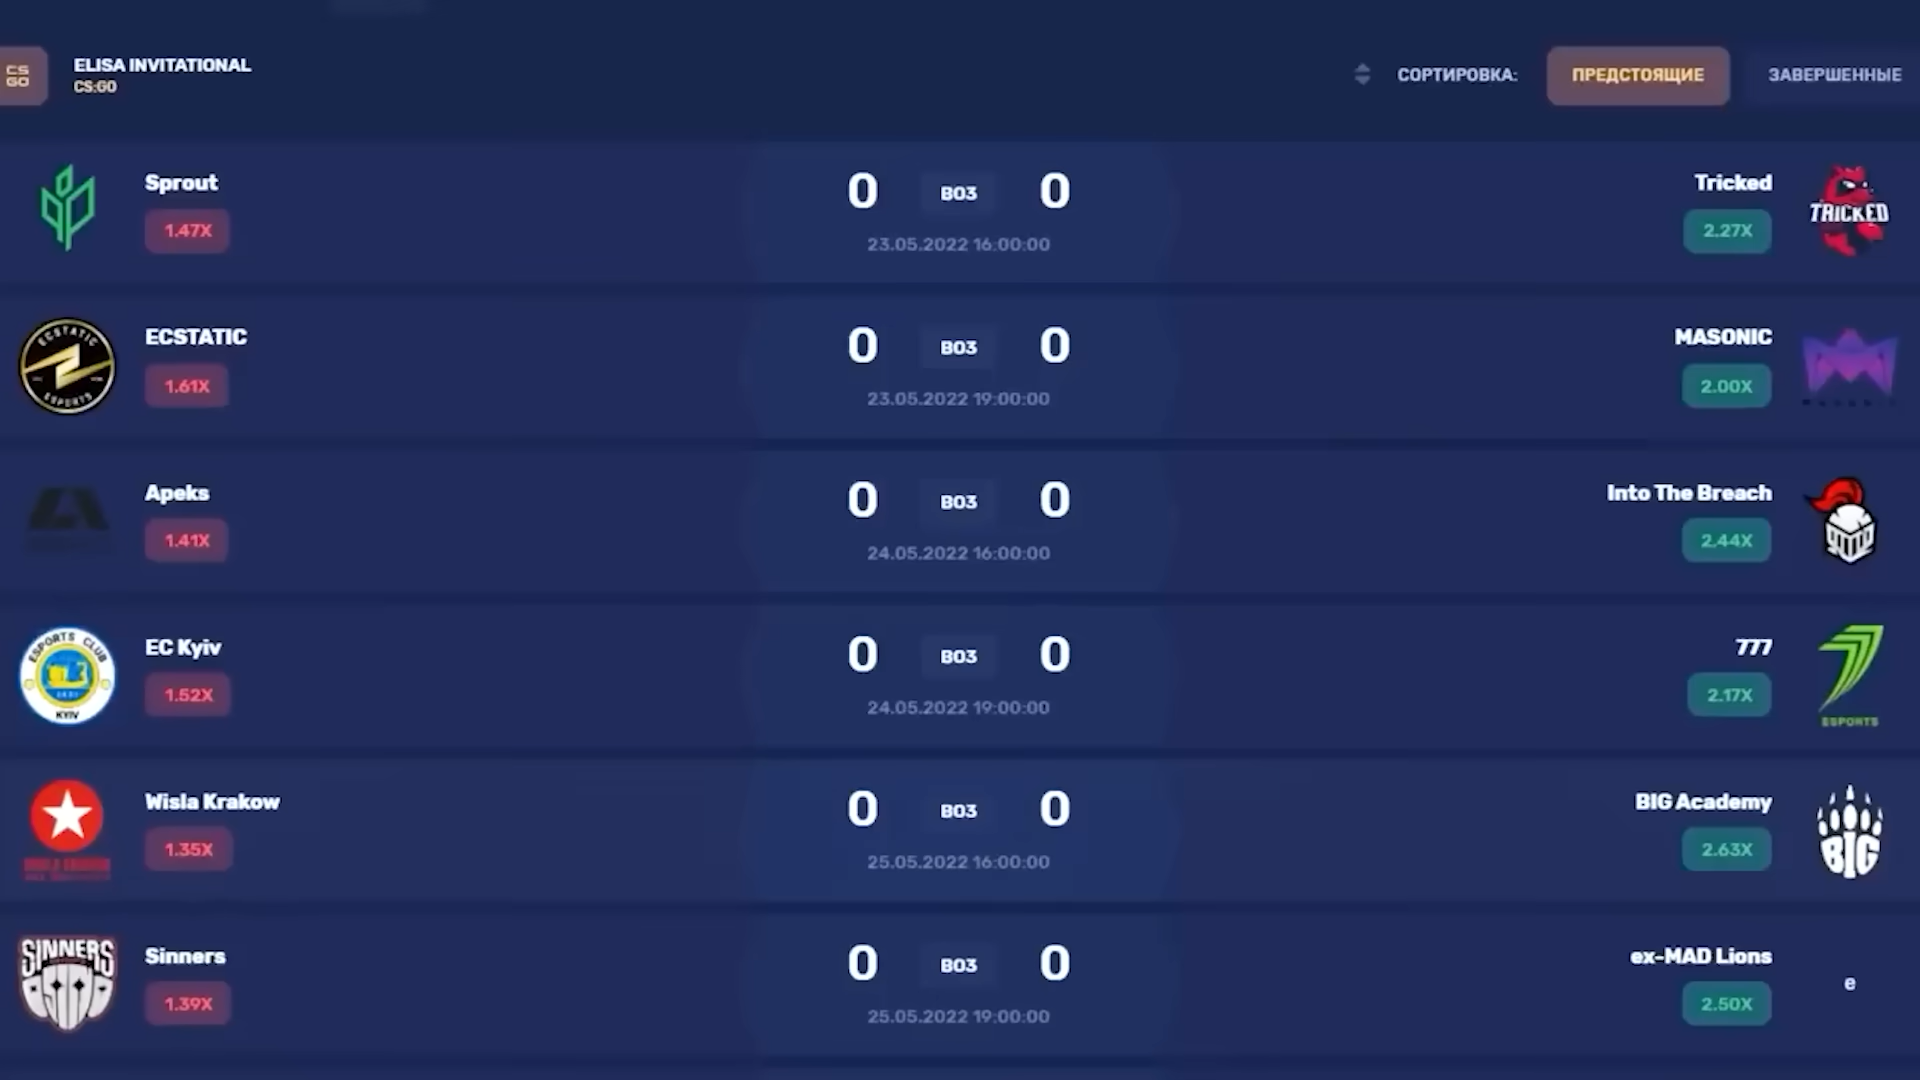 CS
GO
ELISA INVITATIONAL
CS:GO
СОРТИРОВКА:
ПРЕДСТОЯЩИЕ
ЗАВЕРШЕННЫЕ
Sprout
1.47X
0 BO3 0
23.05.2022 16:00:00
Tricked
2.27X
TRICKED
ECSTATIC
ESPORTS
ECSTATIC
1.61X
0 BO3 0
23.05.2022 19:00:00
MASONIC
2.00X
Apeks
1.41X
0 BO3 0
24.05.2022 16:00:00
Into The Breach
2.44X
ESPORTS CLUB
KYIV
EC Kyiv
1.52X
0 BO3 0
24.05.2022 19:00:00
777
2.17X
ESPORTS
Wisla Krakow
1.35X
0 BO3 0
25.05.2022 16:00:00
BIG Academy
2.63X
BIG
SINNERS
Sinners
1.39X
0 BO3 0
25.05.2022 19:00:00
ex-MAD Lions
2.50X
e